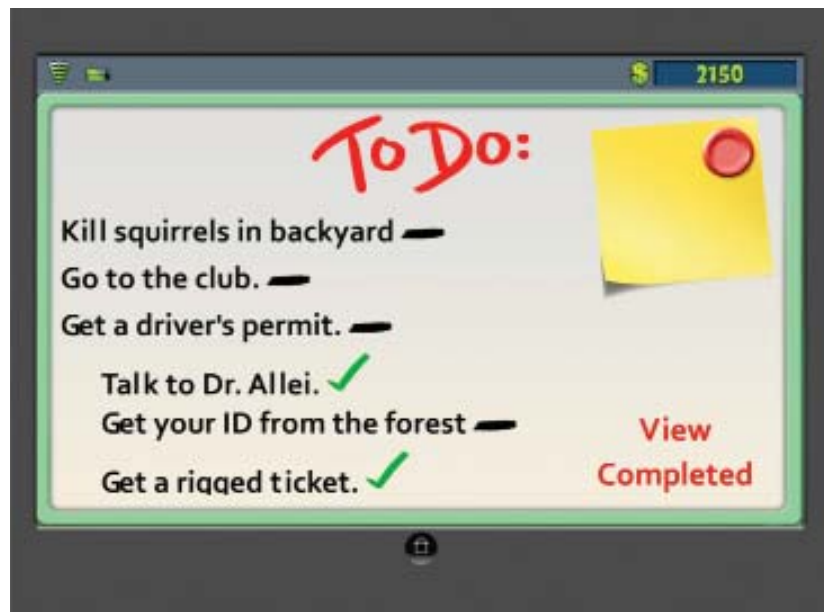 $ 2150
To Do:
Kill squirrels in backyard
Go to the club.
Get a driver's permit.
Talk to Dr. Allei.
Get your ID from the forest
Get a rigged ticket.
View
Completed